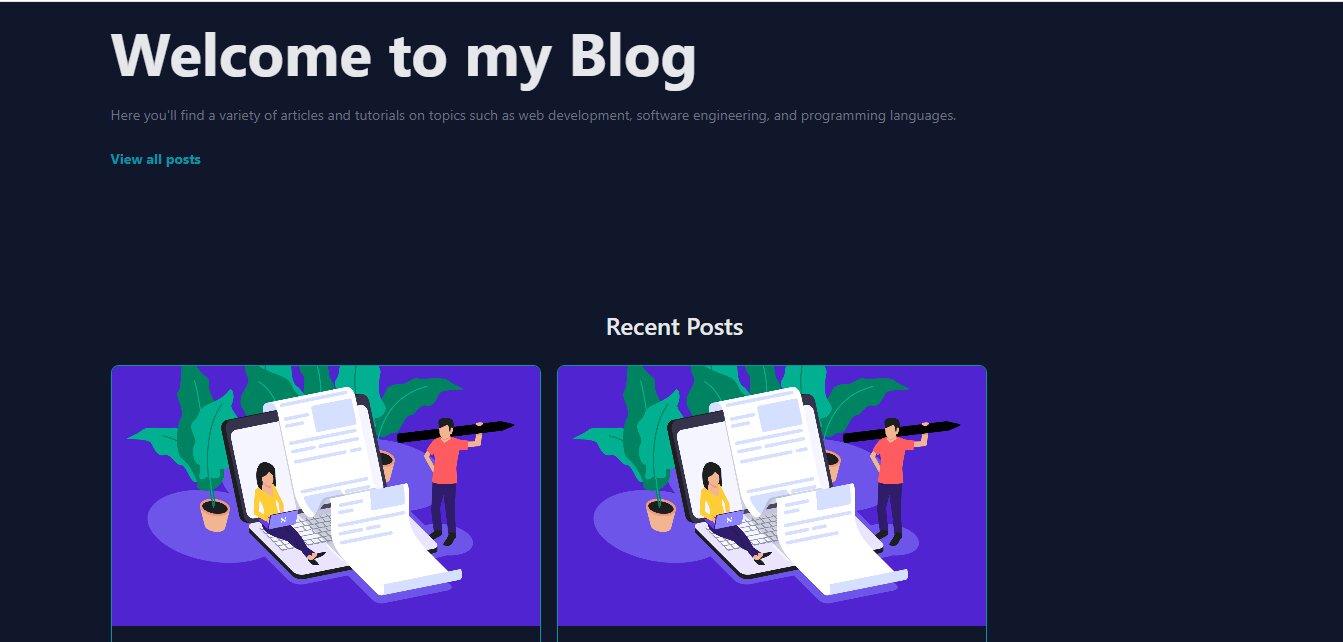 Welcome to my Blog
Here you'll find a variety of articles and tutorials on topics such as web development, software engineering, and programming languages.
View all posts
Recent Posts